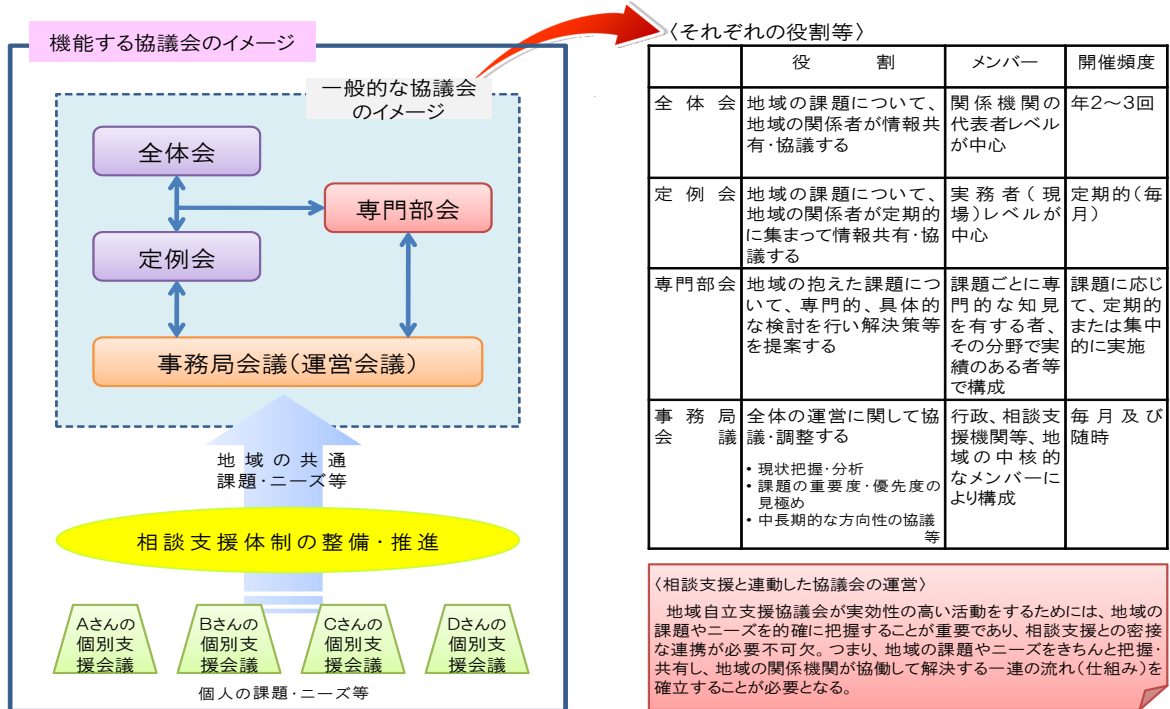 機能する協議会のイメージ
一般的な協議会
のイメージ
全体会
専門部会
定例会
事務局会議(運営会議)
地域の共通
課題・ニーズ等
相談支援体制の整備・推進
Aさんの
個別支
援会議
Bさんの
個別支
援会議
Cさんの
個別支
援会議
Dさんの
個別支
援会議
個人の課題・ニーズ等
〈それぞれの役割等〉
役割 メンバー 開催頻度
全体会
地域の課題について、
地域の関係者が情報共
有・協議する
関係機関の
代表者レベル
が中心
年2~3回
定例会
地域の課題について、
地域の関係者が定期的
に集まって情報共有・協
議する
実務者(現
場)レベルが
中心
定期的(毎
月)
専門部会
地域の抱えた課題につ
いて、専門的、具体的
な検討を行い解決策等
を提案する
課題ごとに専
門的な知見
を有する者、
その分野で実
績のある者等
で構成
課題に応じ
て、定期的
または集中
的に実施
事務局
会議
全体の運営に関して協
議・調整する
・現状把握・分析
・課題の重要度・優先度の
見極め
・中長期的な方向性の協議
等
行政、相談支
援機関等、地
域の中核的
なメンバーに
より構成
毎月及び
随時
〈相談支援と連動した協議会の運営〉
地域自立支援協議会が実効性の高い活動をするためには、地域の
課題やニーズを的確に把握することが重要であり、相談支援との密接
な連携が必要不可欠。つまり、地域の課題やニーズをきちんと把握・
共有し、地域の関係機関が協働して解決する一連の流れ(仕組み)を
確立することが必要となる。